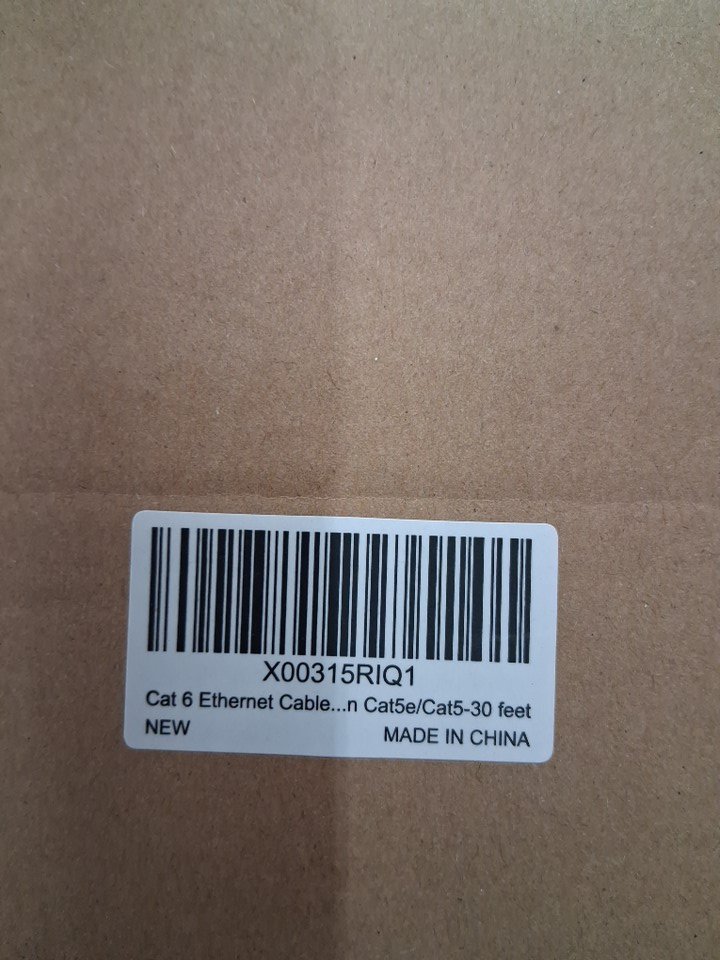 X00315RIQ1
Cat 6 Ethernet Cable...n Cat5e/Cat5-30 feet
NEW
MADE IN CHINA